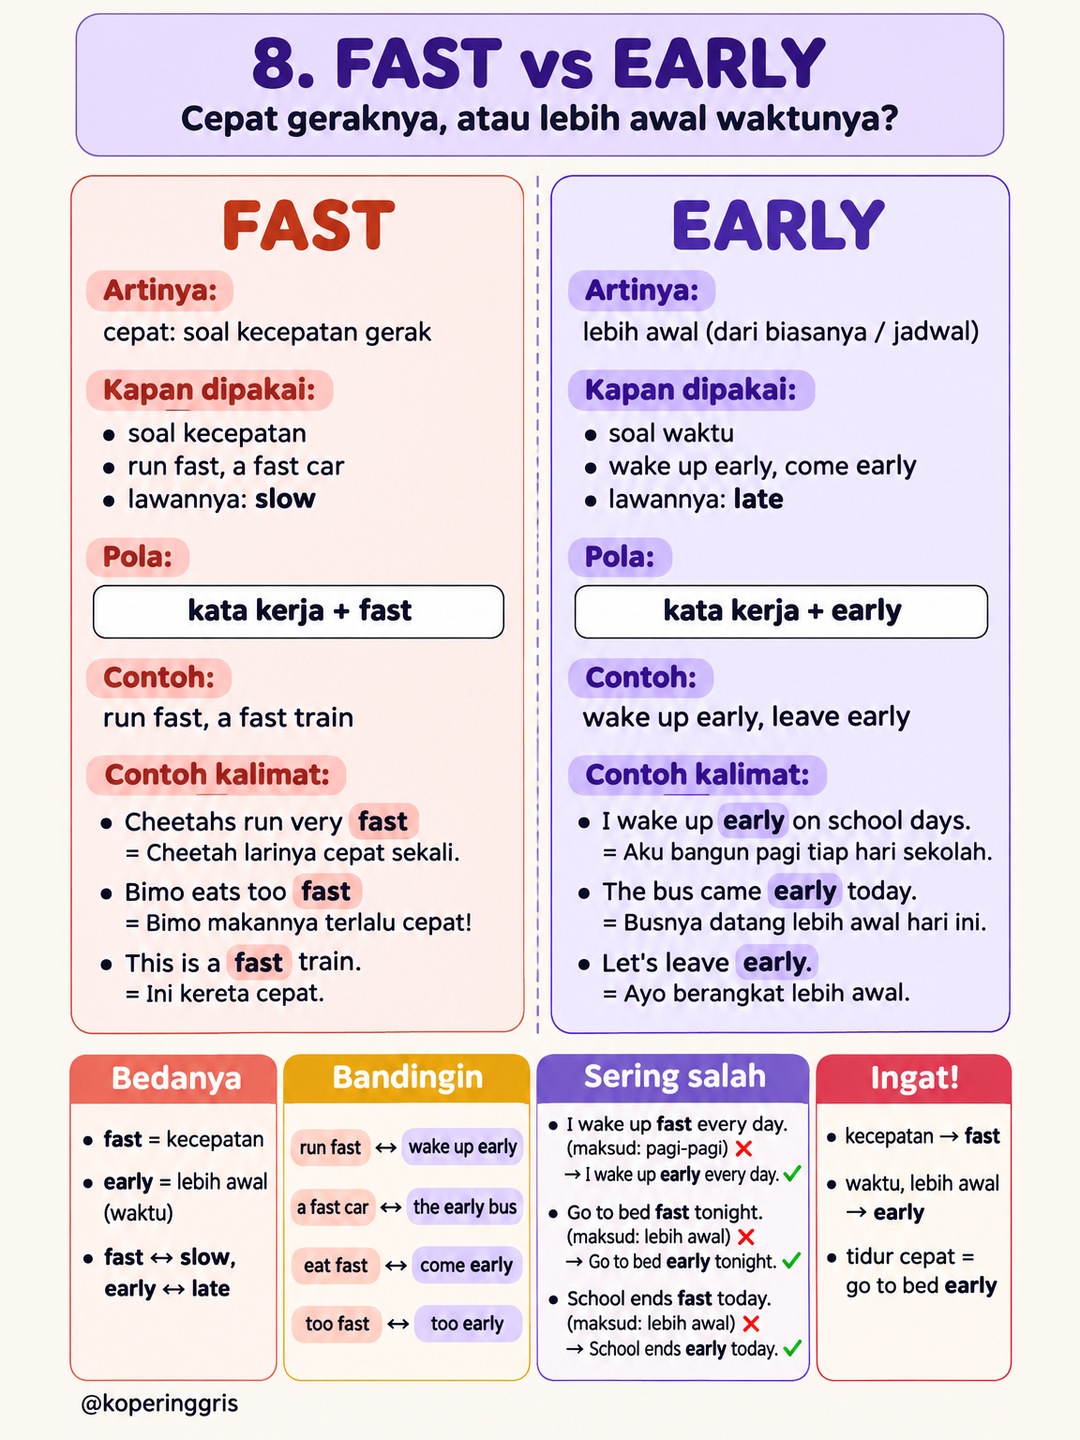 8. FAST vs EARLY
Cepat geraknya, atau lebih awal waktunya?
FAST
Artinya:
cepat: soal kecepatan gerak
Kapan dipakai:
• soal kecepatan
• run fast, a fast car
• lawannya: slow
Pola:
kata kerja + fast
Contoh:
run fast, a fast train
Contoh kalimat:
• Cheetahs run very fast
= Cheetah larinya cepat sekali.
• Bimo eats too fast
= Bimo makannya terlalu cepat!
• This is a fast train.
= Ini kereta cepat.
EARLY
Artinya:
lebih awal (dari biasanya / jadwal)
Kapan dipakai:
• soal waktu
• wake up early, come early
• lawannya: late
Pola:
kata kerja + early
Contoh:
wake up early, leave early
Contoh kalimat:
• I wake up early on school days.
= Aku bangun pagi tiap hari sekolah.
• The bus came early today.
= Busnya datang lebih awal hari ini.
• Let's leave early.
= Ayo berangkat lebih awal.
Bedanya
• fast = kecepatan
• early = lebih awal
(waktu)
• fast ↔ slow,
early ↔ late
Bandingin
run fast ↔ wake up early
a fast car ↔ the early bus
eat fast ↔ come early
too fast ↔ too early
Sering salah
• I wake up fast every day.
(maksud: pagi-pagi) ❌
→ I wake up early every day. ✓
• Go to bed fast tonight.
(maksud: lebih awal) ❌
→ Go to bed early tonight. ✓
• School ends fast today.
(maksud: lebih awal) ❌
→ School ends early today. ✓
Ingat!
• kecepatan → fast
• waktu, lebih awal
→ early
• tidur cepat =
go to bed early
@koperinggris